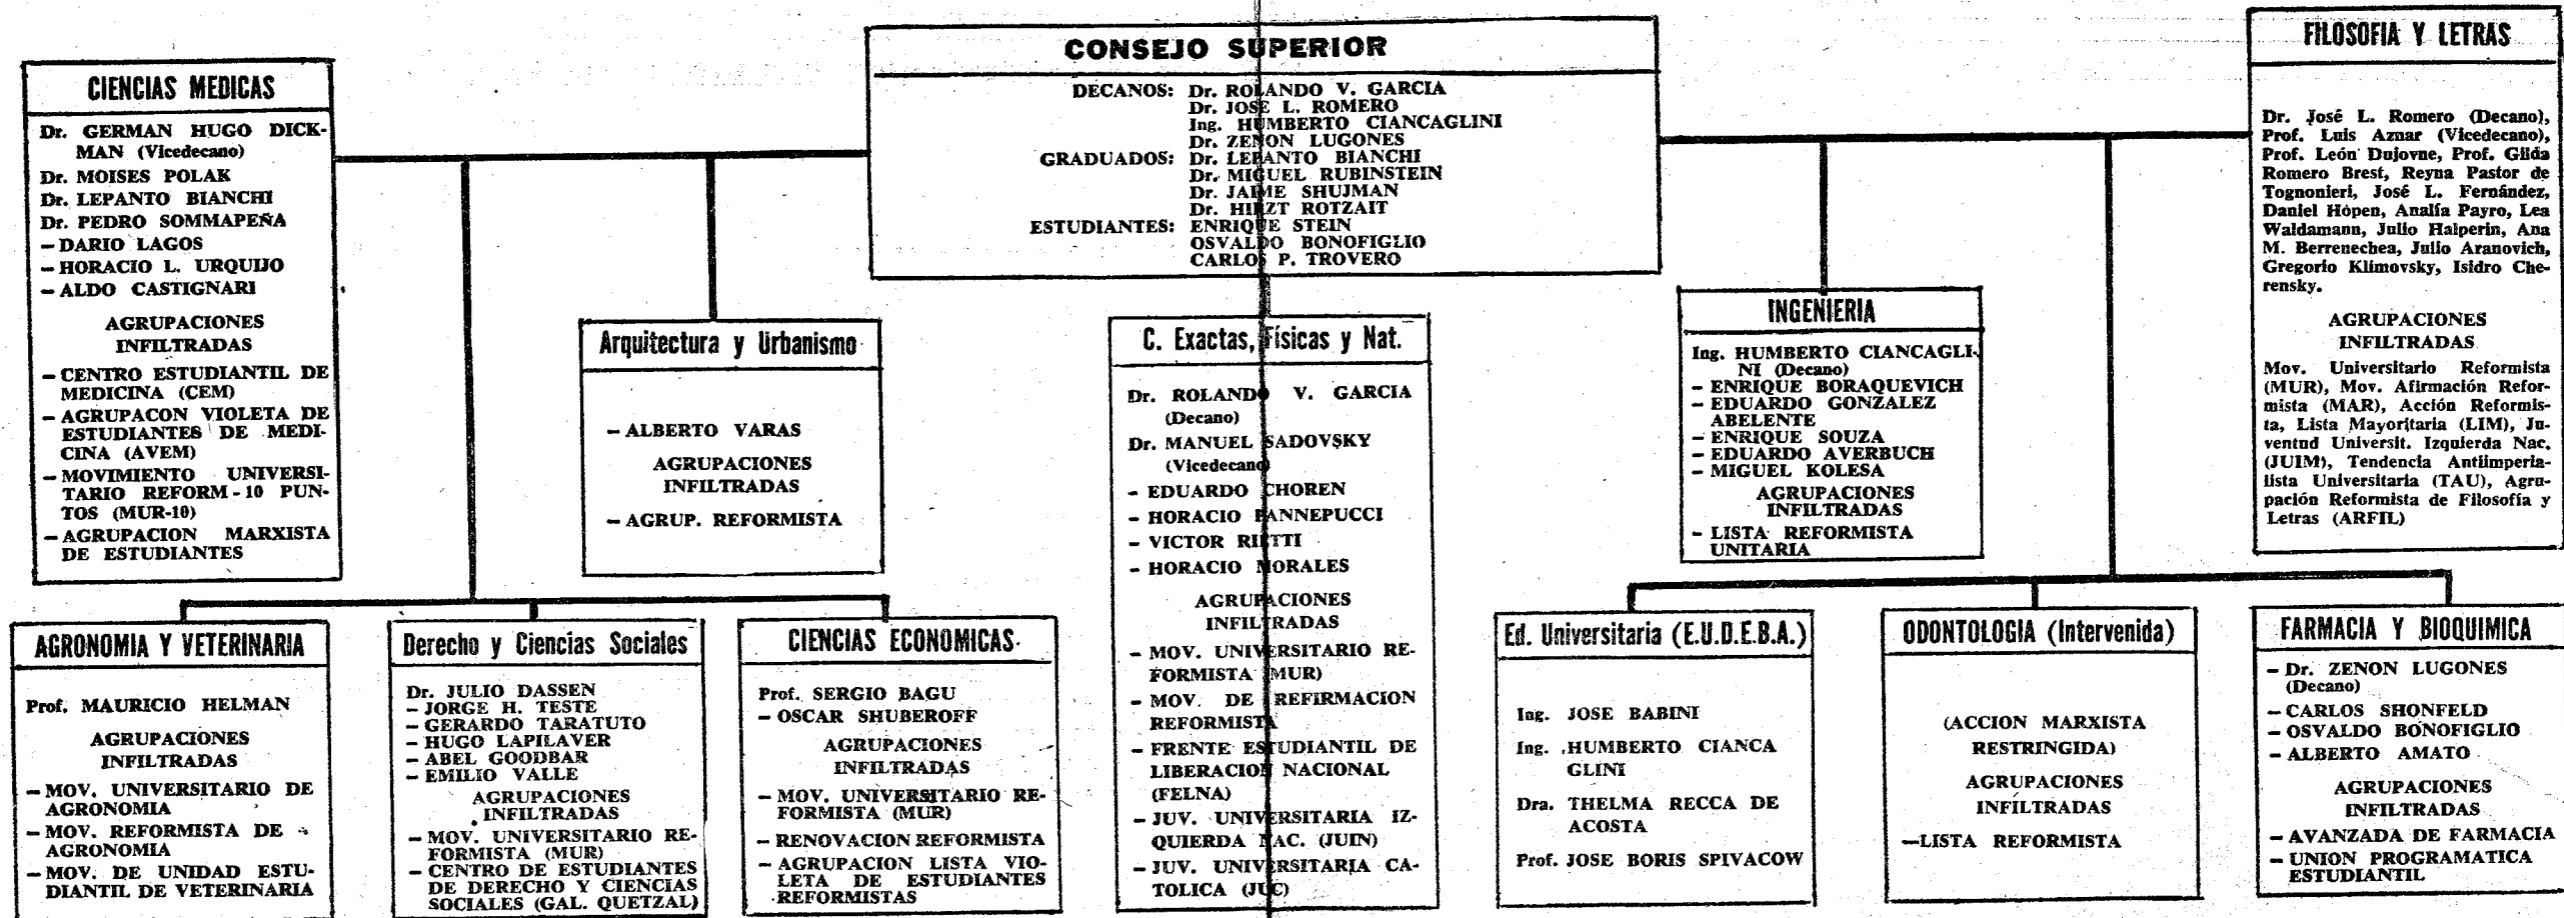 CONSEJO SUPERIOR
DECANOS: Dr. ROLANDO V. GARCIA
Dr. JOSE L. ROMERO
Ing. HUMBERTO CIANCAGLINI
Dr. ZENON LUGONES
GRADUADOS: Dr. LEPANTO BIANCHI
Dr. MIGUEL RUBINSTEIN
Dr. JAIME SHUJMAN
Dr. HIRZT ROTZAIT
ESTUDIANTES: ENRIQUE STEIN
OSVALDO BONOFIGLIO
CARLOS P. TROVERO
CIENCIAS MEDICAS
Dr. GERMAN HUGO DICK-
MAN (Vicedecano)
Dr. MOISES POLAK
Dr. LEPANTO BIANCHI
Dr. PEDRO SOMMAPEÑA
– DARIO LAGOS
– HORACIO L. URQUIJO
– ALDO CASTIGNARI
AGRUPACIONES
INFILTRADAS
– CENTRO ESTUDIANTIL DE
MEDICINA (CEM)
– AGRUPACON VIOLETA DE
ESTUDIANTES DE MEDI-
CINA (AVEM)
– MOVIMIENTO UNIVERSI-
TARIO REFORM - 10 PUN-
TOS (MUR-10)
– AGRUPACION MARXISTA
DE ESTUDIANTES
Arquitectura y Urbanismo
– ALBERTO VARAS
AGRUPACIONES
INFILTRADAS
– AGRUP. REFORMISTA
C. Exactas, Físicas y Nat.
Dr. ROLANDO V. GARCIA
(Decano)
Dr. MANUEL SADOVSKY
(Vicedecano)
– EDUARDO CHOREN
– HORACIO PANNEPUCCI
– VICTOR RIETTI
– HORACIO MORALES
AGRUPACIONES
INFILTRADAS
– MOV. UNIVERSITARIO RE-
FORMISTA (MUR)
– MOV. DE REFIRMACION
REFORMISTA
– FRENTE ESTUDIANTIL DE
LIBERACION NACIONAL
(FELNA)
– JUV. UNIVERSITARIA IZ-
QUIERDA NAC. (JUIN)
– JUV. UNIVERSITARIA CA-
TOLICA (JUC)
INGENIERIA
Ing. HUMBERTO CIANCAGLI-
NI (Decano)
– ENRIQUE BORAQUEVICH
– EDUARDO GONZALEZ
ABELENTE
– ENRIQUE SOUZA
– EDUARDO AVERBUCH
– MIGUEL KOLESA
AGRUPACIONES
INFILTRADAS
– LISTA REFORMISTA
UNITARIA
FILOSOFIA Y LETRAS
Dr. José L. Romero (Decano),
Prof. Luis Aznar (Vicedecano),
Prof. León Dujovne, Prof. Gilda
Romero Brest, Reyna Pastor de
Tognonieri, José L. Fernández,
Daniel Hopen, Analía Payro, Lea
Waldamann, Julio Halperin, Ana
M. Berrenechea, Julio Aranovich,
Gregorio Klimovsky, Isidro Che-
rensky.
AGRUPACIONES
INFILTRADAS
Mov. Universitario Reformista
(MUR), Mov. Afirmación Refor-
mista (MAR), Acción Reformis-
ta, Lista Mayoritaria (LIM), Ju-
ventud Universit. Izquierda Nac.
(JUIM), Tendencia Antiimperia-
lista Universitaria (TAU), Agru-
pación Reformista de Filosofía y
Letras (ARFIL)
AGRONOMIA Y VETERINARIA
Prof. MAURICIO HELMAN
AGRUPACIONES
INFILTRADAS
– MOV. UNIVERSITARIO DE
AGRONOMIA
– MOV. REFORMISTA DE
AGRONOMIA
– MOV. DE UNIDAD ESTU-
DIANTIL DE VETERINARIA
Derecho y Ciencias Sociales
Dr. JULIO DASSEN
– JORGE H. TESTE
– GERARDO TARATUTO
– HUGO LAPILAVER
– ABEL GOODBAR
– EMILIO VALLE
AGRUPACIONES
INFILTRADAS
– MOV. UNIVERSITARIO RE-
FORMISTA (MUR)
– CENTRO DE ESTUDIANTES
DE DERECHO Y CIENCIAS
SOCIALES (GAL. QUETZAL)
CIENCIAS ECONOMICAS
Prof. SERGIO BAGU
– OSCAR SHUBEROFF
AGRUPACIONES
INFILTRADAS
– MOV. UNIVERSITARIO RE-
FORMISTA (MUR)
– RENOVACION REFORMISTA
– AGRUPACION LISTA VIO-
LETA DE ESTUDIANTES
REFORMISTAS
Ed. Universitaria (E.U.D.E.B.A.)
Ing. JOSE BABINI
Ing. HUMBERTO CIANCA
GLINI
Dra. THELMA RECCA DE
ACOSTA
Prof. JOSE BORIS SPIVACOW
ODONTOLOGIA (Intervenida)
(ACCION MARXISTA
RESTRINGIDA)
AGRUPACIONES
INFILTRADAS
—LISTA REFORMISTA
FARMACIA Y BIOQUIMICA
– Dr. ZENON LUGONES
(Decano)
– CARLOS SHONFELD
– OSVALDO BONOFIGLIO
– ALBERTO AMATO
AGRUPACIONES
INFILTRADAS
– AVANZADA DE FARMACIA
– UNION PROGRAMATICA
ESTUDIANTIL